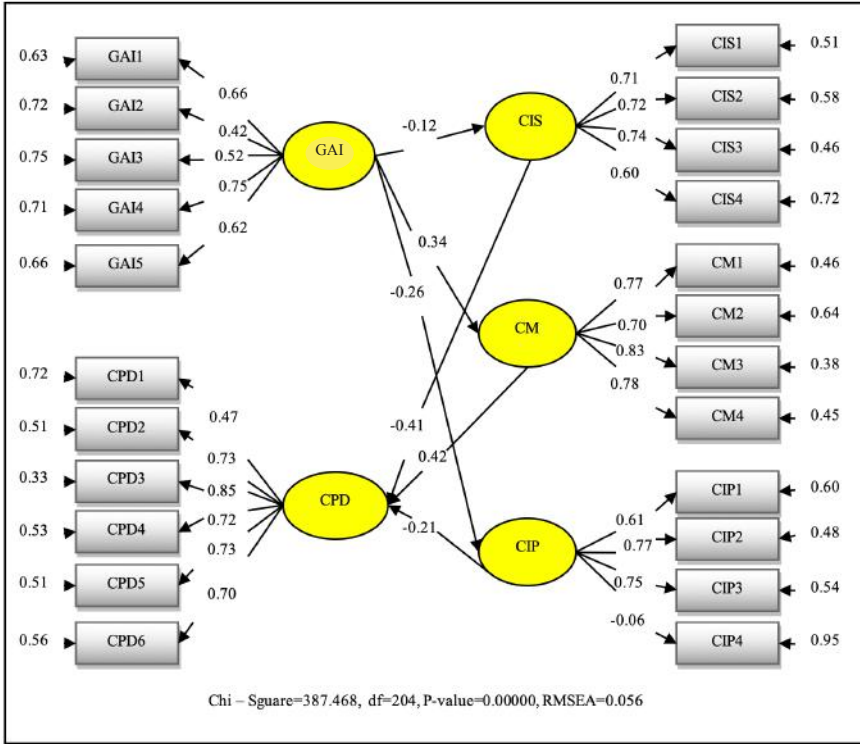 0.63 GAI1
0.72 GAI2
0.75 GAI3
0.71 GAI4
0.66 GAI5
0.66
0.42
0.52
0.75
0.62
GAI
-0.12
0.34
-0.26
CIS
0.71
0.72
0.74
0.60
CIS1 0.51
CIS2 0.58
CIS3 0.46
CIS4 0.72
CM
0.77
0.70
0.83
0.78
CM1 0.46
CM2 0.64
CM3 0.38
CM4 0.45
0.72 CPD1
0.51 CPD2
0.33 CPD3
0.53 CPD4
0.51 CPD5
0.56 CPD6
0.47
0.73
0.85
0.72
0.73
0.70
CPD
-0.41
0.42
-0.21
CIP
0.61
0.77
0.75
-0.06
CIP1 0.60
CIP2 0.48
CIP3 0.54
CIP4 0.95
Chi – Sguare=387.468, df=204, P-value=0.00000, RMSEA=0.056